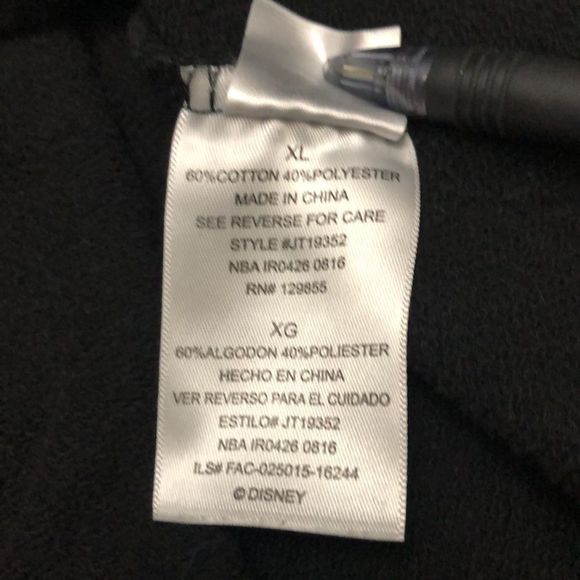 XL
60%COTTON 40%POLYESTER
MADE IN CHINA
SEE REVERSE FOR CARE
STYLE #JT19352
NBA IR0426 0816
RN# 129855
XG
60%ALGODON 40%POLIESTER
HECHO EN CHINA
VER REVERSO PARA EL CUIDADO
ESTILO# JT19352
NBA IR0426 0816
ILS# FAC-025015-16244
© DISNEY